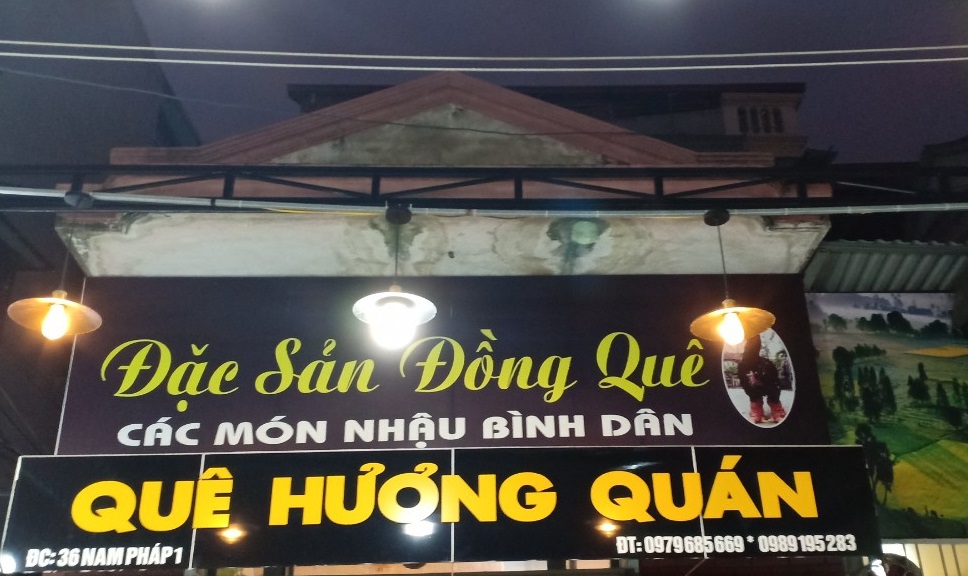 Đặc Sản Đồng Quê
CÁC MÓN NHẬU BÌNH DÂN
QUÊ HƯƠNG QUÁN
ĐC: 36 NAM PHÁP 1
ĐT: 0979685669 * 0989195283